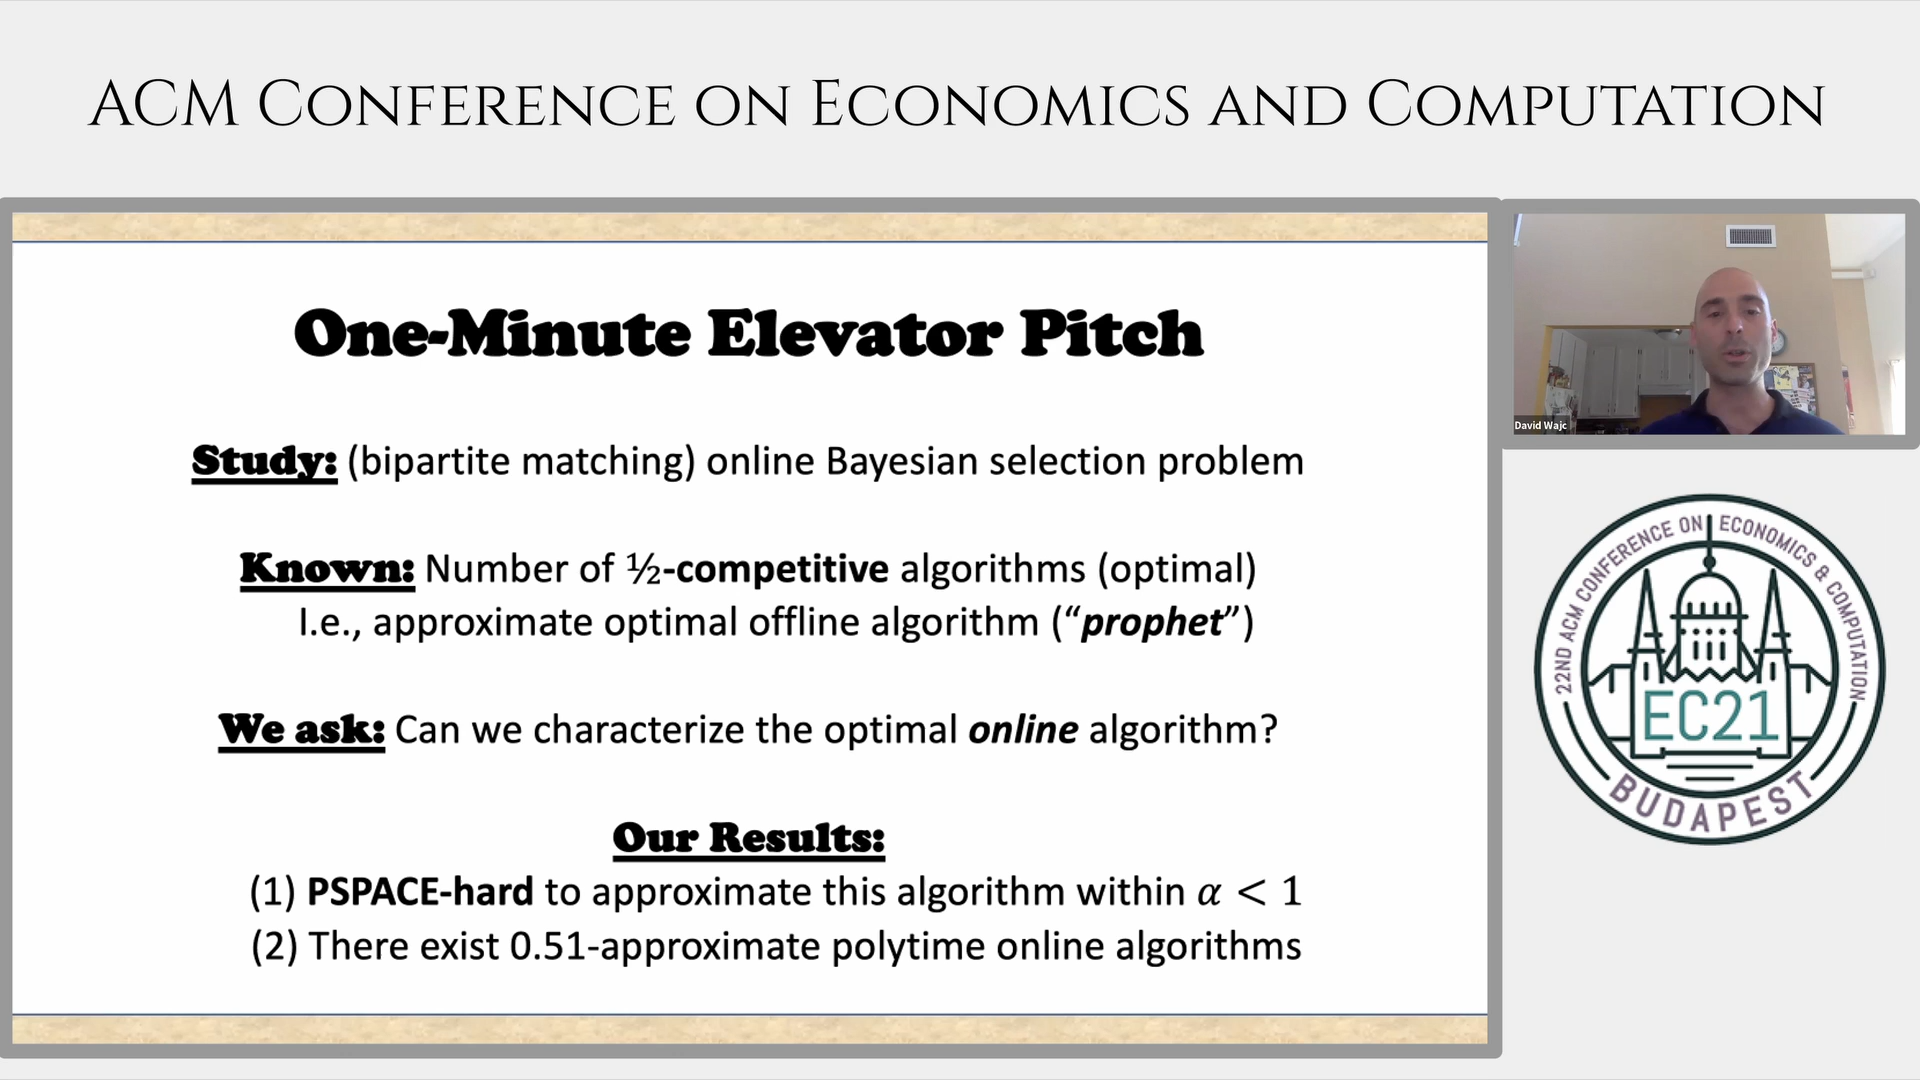 ACM Conference on Economics and Computation
One-Minute Elevator Pitch
Study: (bipartite matching) online Bayesian selection problem
Known: Number of ½-competitive algorithms (optimal)
I.e., approximate optimal offline algorithm (“prophet”)
We ask: Can we characterize the optimal online algorithm?
Our Results:
(1) PSPACE-hard to approximate this algorithm within α < 1
(2) There exist 0.51-approximate polytime online algorithms
David Wajc
22ND ACM CONFERENCE ON ECONOMICS & COMPUTATION
EC21
BUDAPEST